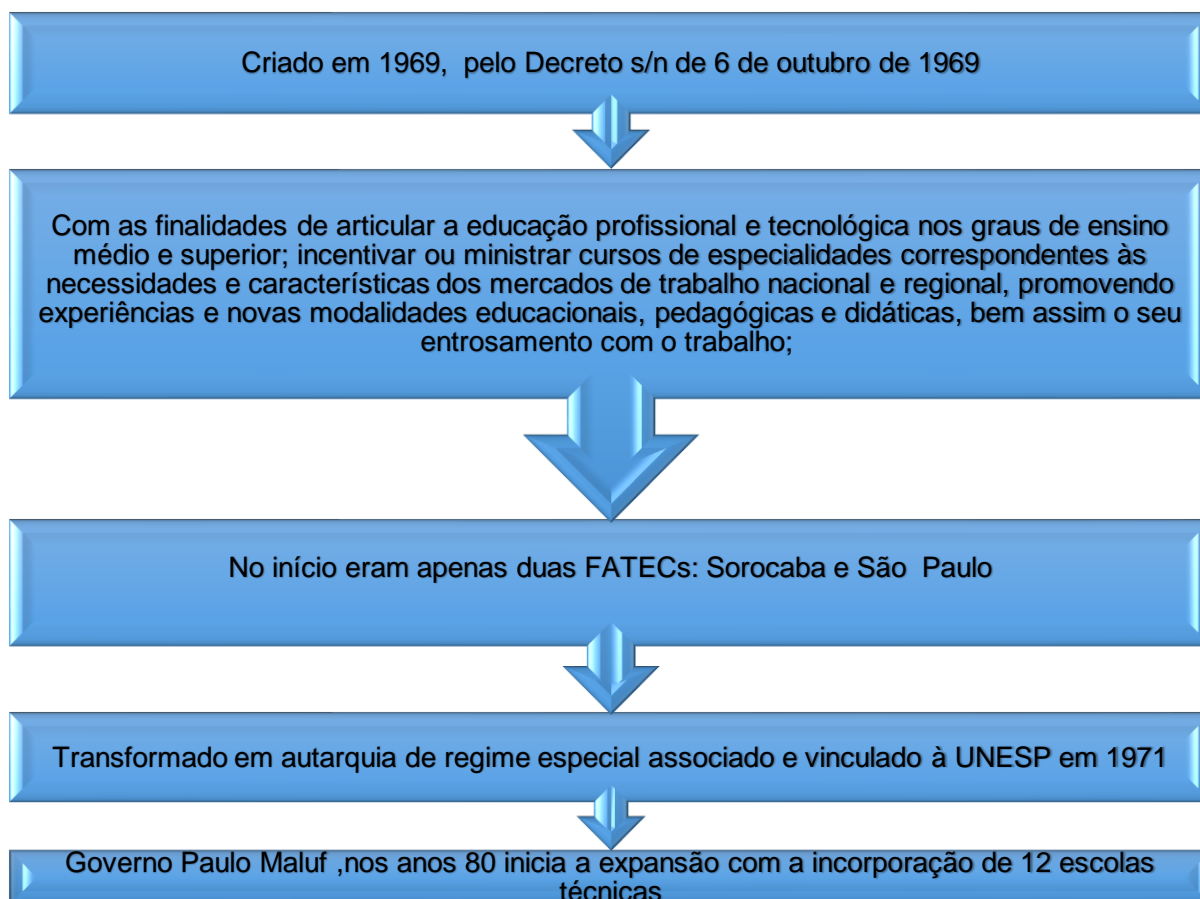 Criado em 1969, pelo Decreto s/n de 6 de outubro de 1969
Com as finalidades de articular a educação profissional e tecnológica nos graus de ensino
médio e superior; incentivar ou ministrar cursos de especialidades correspondentes às
necessidades e características dos mercados de trabalho nacional e regional, promovendo
experiências e novas modalidades educacionais, pedagógicas e didáticas, bem assim o seu
entrosamento com o trabalho;
No início eram apenas duas FATECs: Sorocaba e São Paulo
Transformado em autarquia de regime especial associado e vinculado à UNESP em 1971
Governo Paulo Maluf ,nos anos 80 inicia a expansão com a incorporação de 12 escolas
técnicas